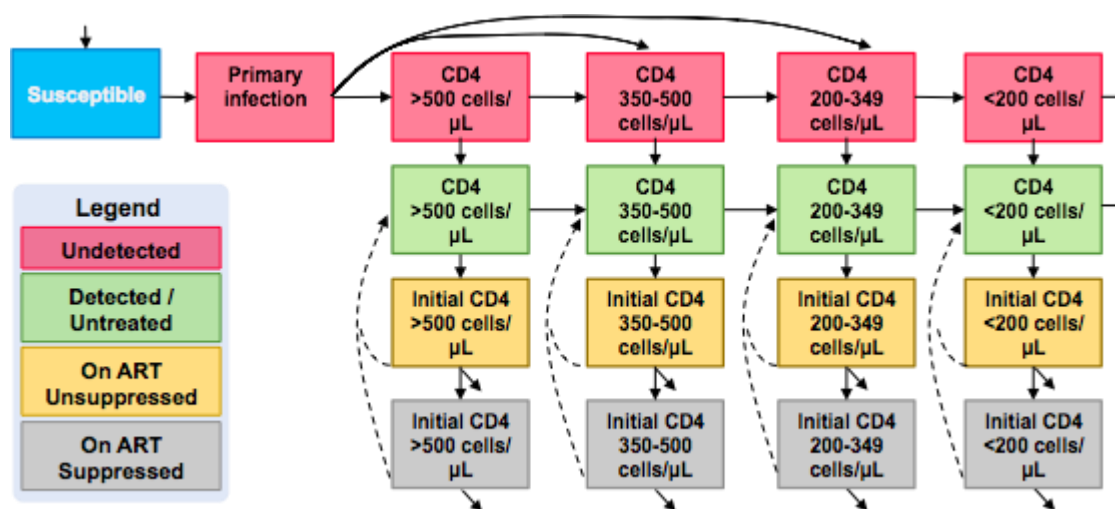 Susceptible
Primary
infection
CD4
>500 cells/
µL
CD4
350-500
cells/µL
CD4
200-349
cells/µL
CD4
<200 cells/
µL
CD4
>500 cells/
µL
CD4
350-500
cells/µL
CD4
200-349
cells/µL
CD4
<200 cells/
µL
Initial CD4
>500 cells/
µL
Initial CD4
350-500
cells/µL
Initial CD4
200-349
cells/µL
Initial CD4
<200 cells/
µL
Initial CD4
>500 cells/
µL
Initial CD4
350-500
cells/µL
Initial CD4
200-349
cells/µL
Initial CD4
<200 cells/
µL
Legend
Undetected
Detected /
Untreated
On ART
Unsuppressed
On ART
Suppressed